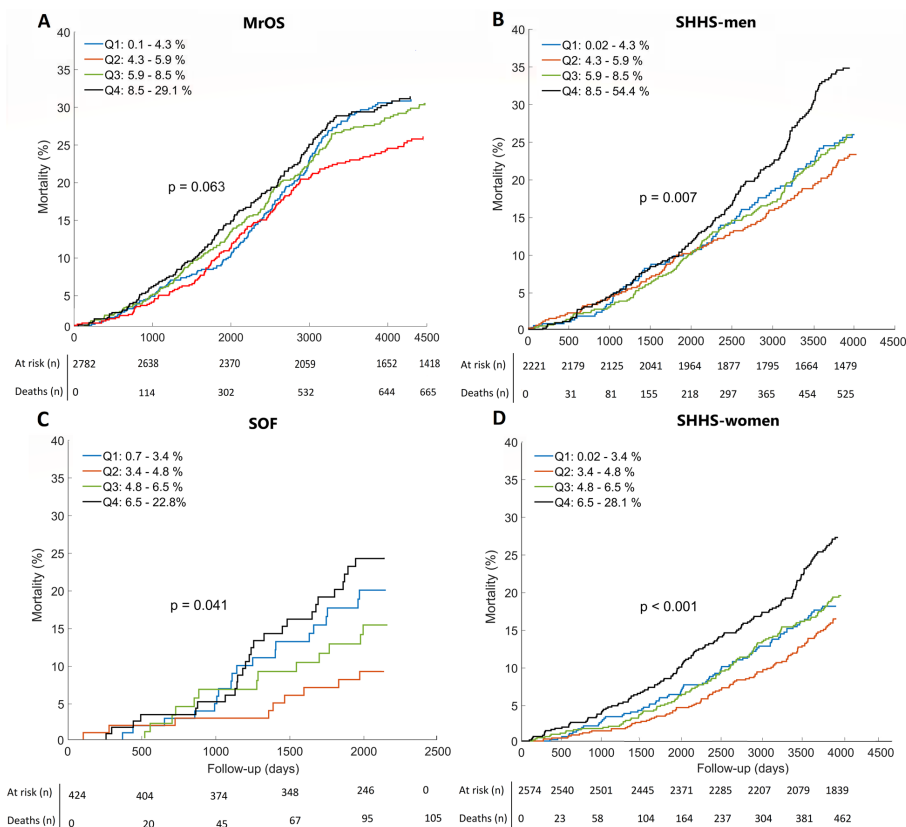 A
MrOS
Q1: 0.1 - 4.3 %
Q2: 4.3 - 5.9 %
Q3: 5.9 - 8.5 %
Q4: 8.5 - 29.1 %
p = 0.063
Mortality (%)
40
35
30
25
20
15
10
5
0
0 1000 2000 3000 4000 4500
At risk (n) 2782 2638 2370 2059 1652 1418
Deaths (n) 0 114 302 532 644 665
B
SHHS-men
Q1: 0.02 - 4.3 %
Q2: 4.3 - 5.9 %
Q3: 5.9 - 8.5 %
Q4: 8.5 - 54.4 %
p = 0.007
Mortality (%)
40
35
30
25
20
15
10
5
0
0 500 1000 1500 2000 2500 3000 3500 4000 4500
At risk (n) 2221 2179 2125 2041 1964 1877 1795 1664 1479
Deaths (n) 0 31 81 155 218 297 365 454 525
C
SOF
Q1: 0.7 - 3.4 %
Q2: 3.4 - 4.8 %
Q3: 4.8 - 6.5 %
Q4: 6.5 - 22.8%
p = 0.041
Mortality (%)
40
35
30
25
20
15
10
5
0
0 500 1000 1500 2000 2500
Follow-up (days)
At risk (n) 424 404 374 348 246 0
Deaths (n) 0 20 45 67 95 105
D
SHHS-women
Q1: 0.02 - 3.4 %
Q2: 3.4 - 4.8 %
Q3: 4.8 - 6.5 %
Q4: 6.5 - 28.1 %
p < 0.001
Mortality (%)
40
35
30
25
20
15
10
5
0
0 500 1000 1500 2000 2500 3000 3500 4000 4500
Follow-up (days)
At risk (n) 2574 2540 2501 2445 2371 2285 2207 2079 1839
Deaths (n) 0 23 58 104 164 237 304 381 462